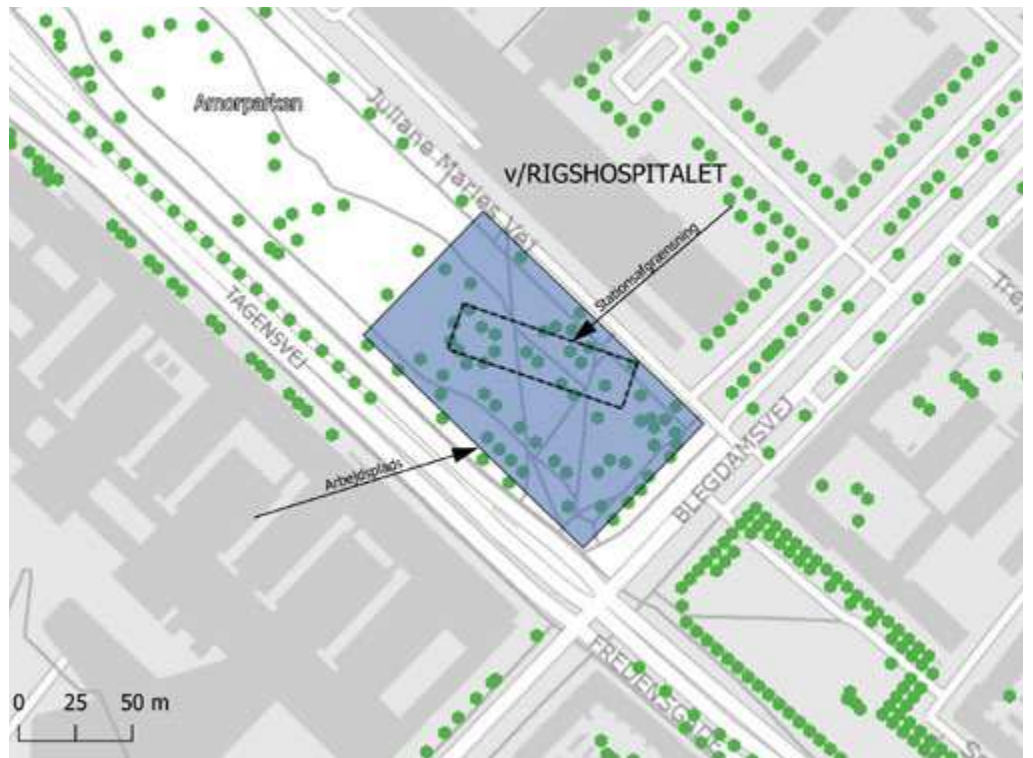 Amorparken
Juliane Maries Vej
v/RIGSHOSPITALET
Stationsafgrænsning
TAGENSVEJ
Arbejdsplads
BLEGDAMSVEJ
FREDENSGADE
0 25 50 m